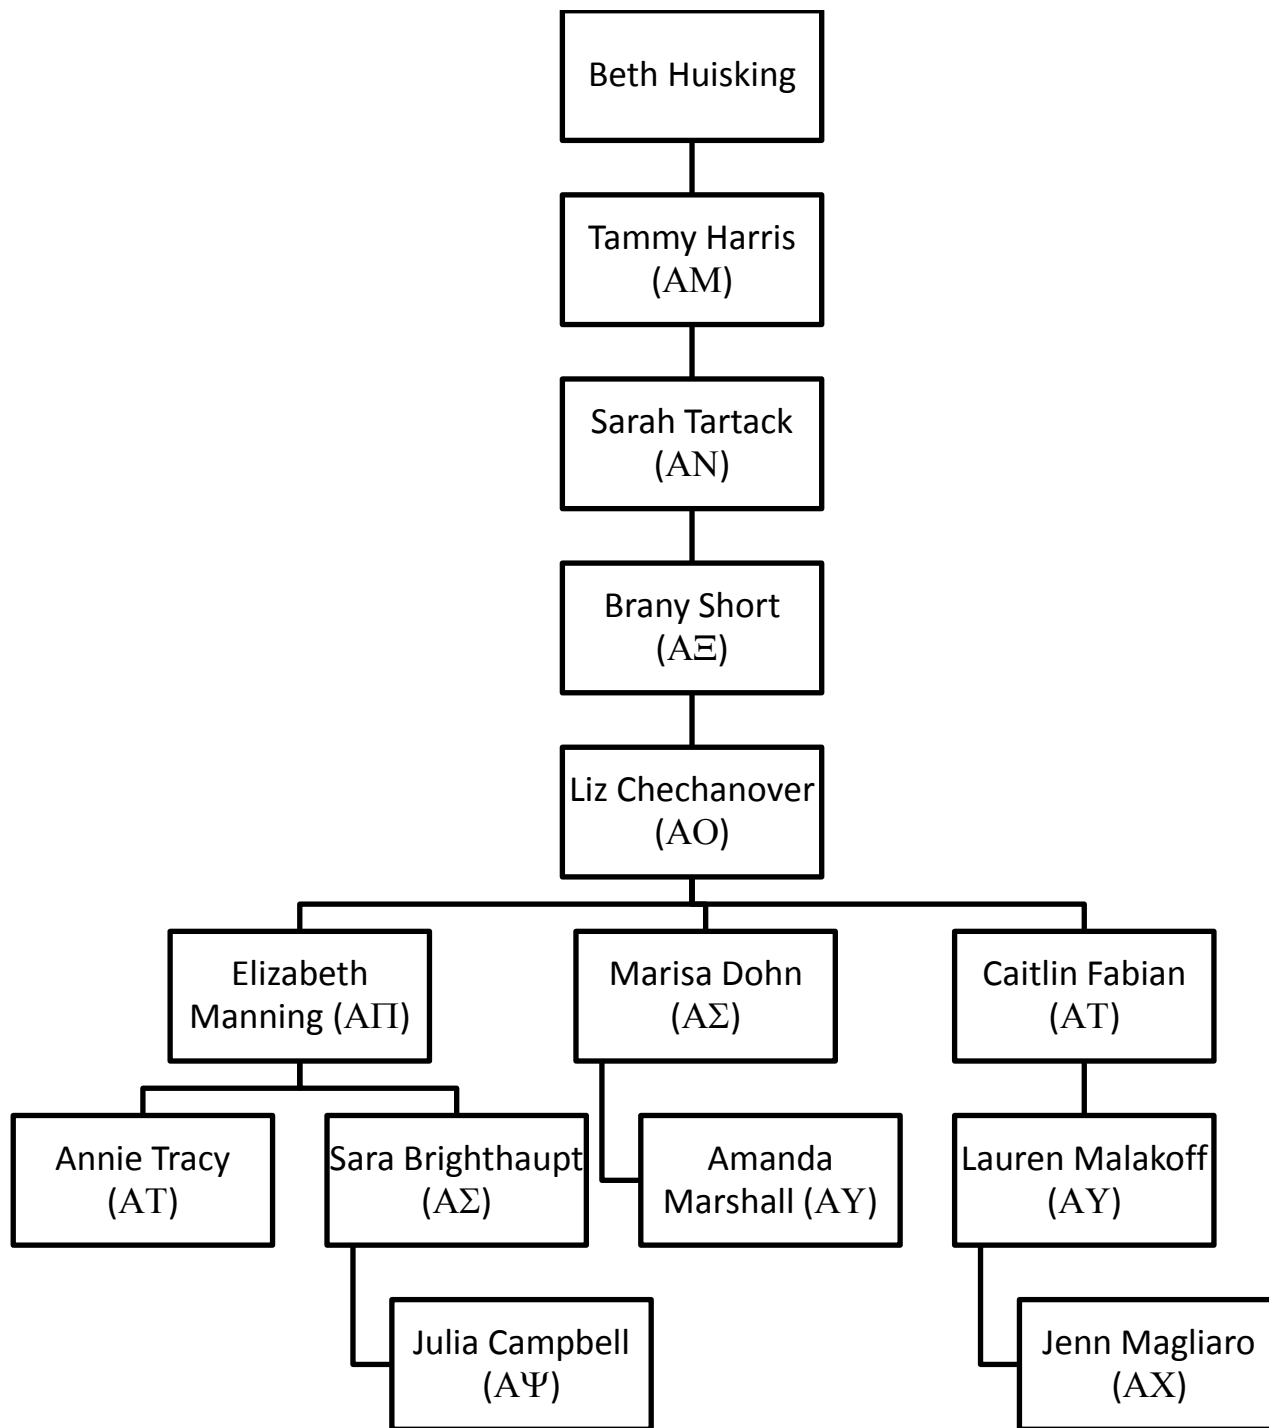 Beth Huisking
Tammy Harris
(ΑΜ)
Sarah Tartack
(ΑΝ)
Brany Short
(ΑΞ)
Liz Chechanover
(ΑΟ)
Elizabeth
Manning (ΑΠ)
Marisa Dohn
(ΑΣ)
Caitlin Fabian
(ΑΤ)
Annie Tracy
(ΑΤ)
Sara Brighthaupt
(ΑΣ)
Amanda
Marshall (ΑΥ)
Lauren Malakoff
(ΑΥ)
Julia Campbell
(ΑΨ)
Jenn Magliaro
(ΑΧ)